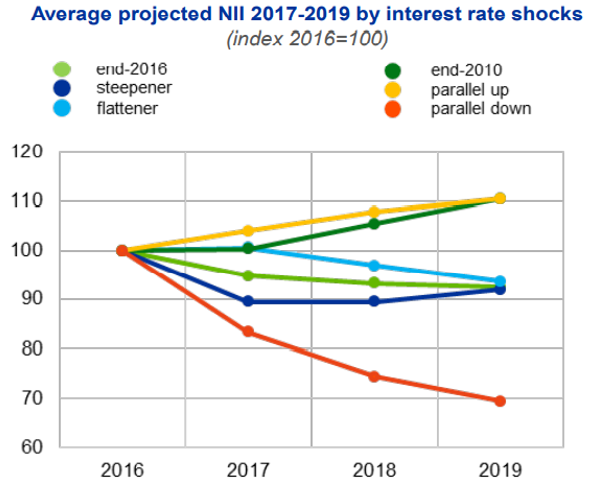 Average projected NII 2017-2019 by interest rate shocks
(index 2016=100)
end-2016
end-2010
steepener
parallel up
flattener
parallel down
120
110
100
90
80
70
60
2016 2017 2018 2019